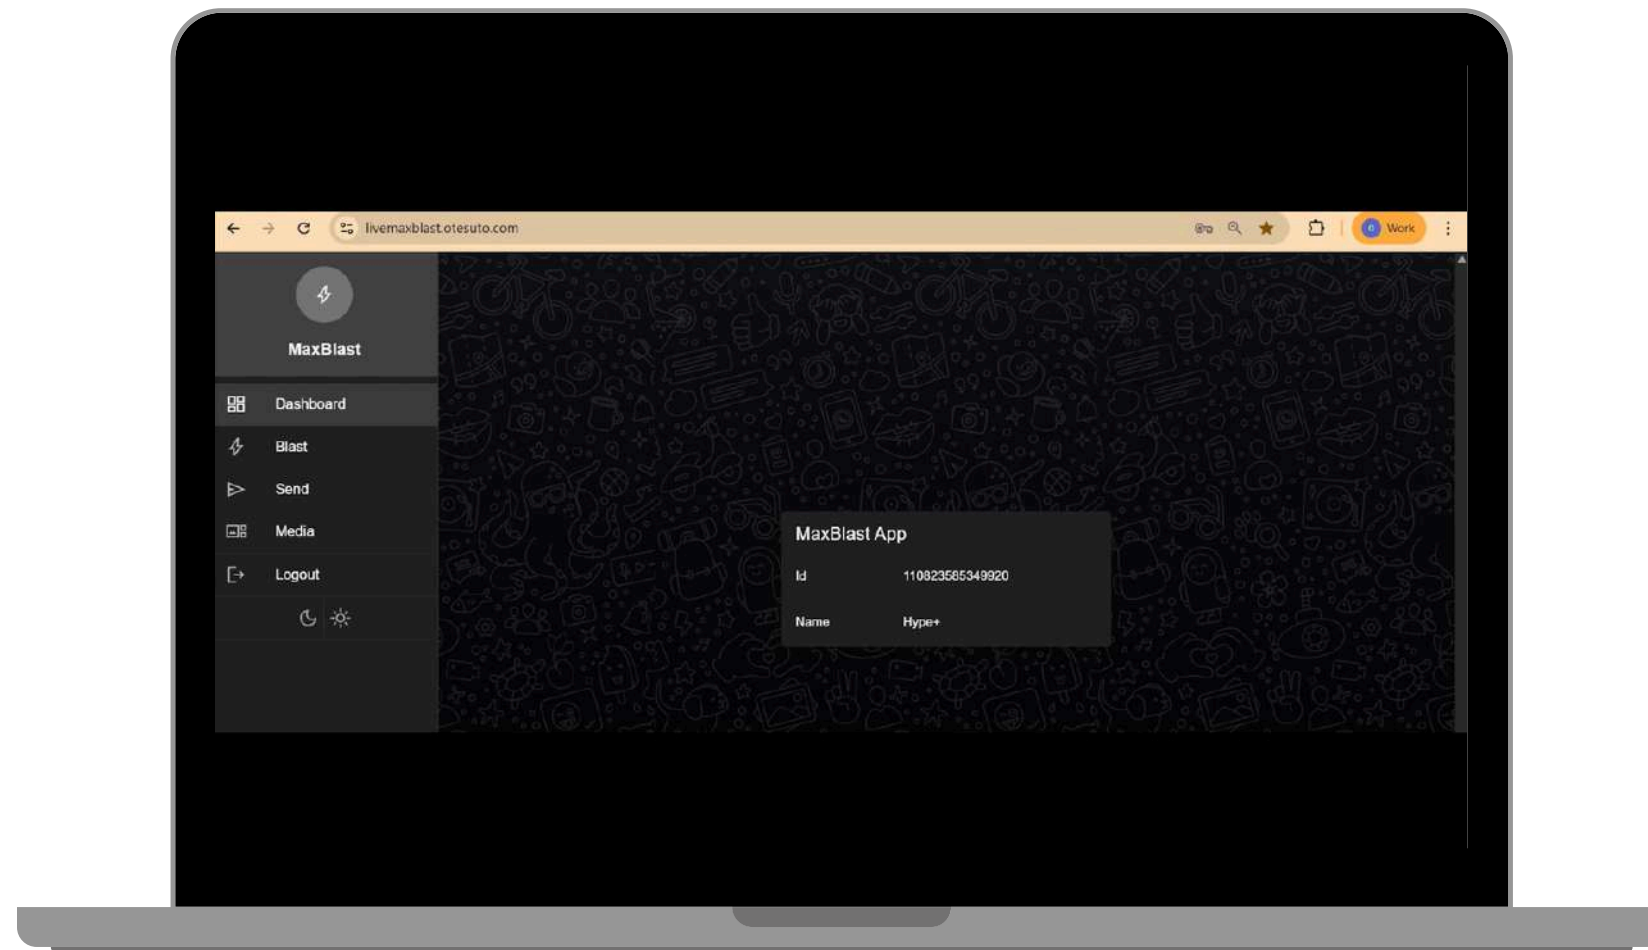 livemaxblast.otesuto.com
Work
MaxBlast
Dashboard
Blast
Send
Media
Logout
MaxBlast App
Id 110823585349920
Name Hype+